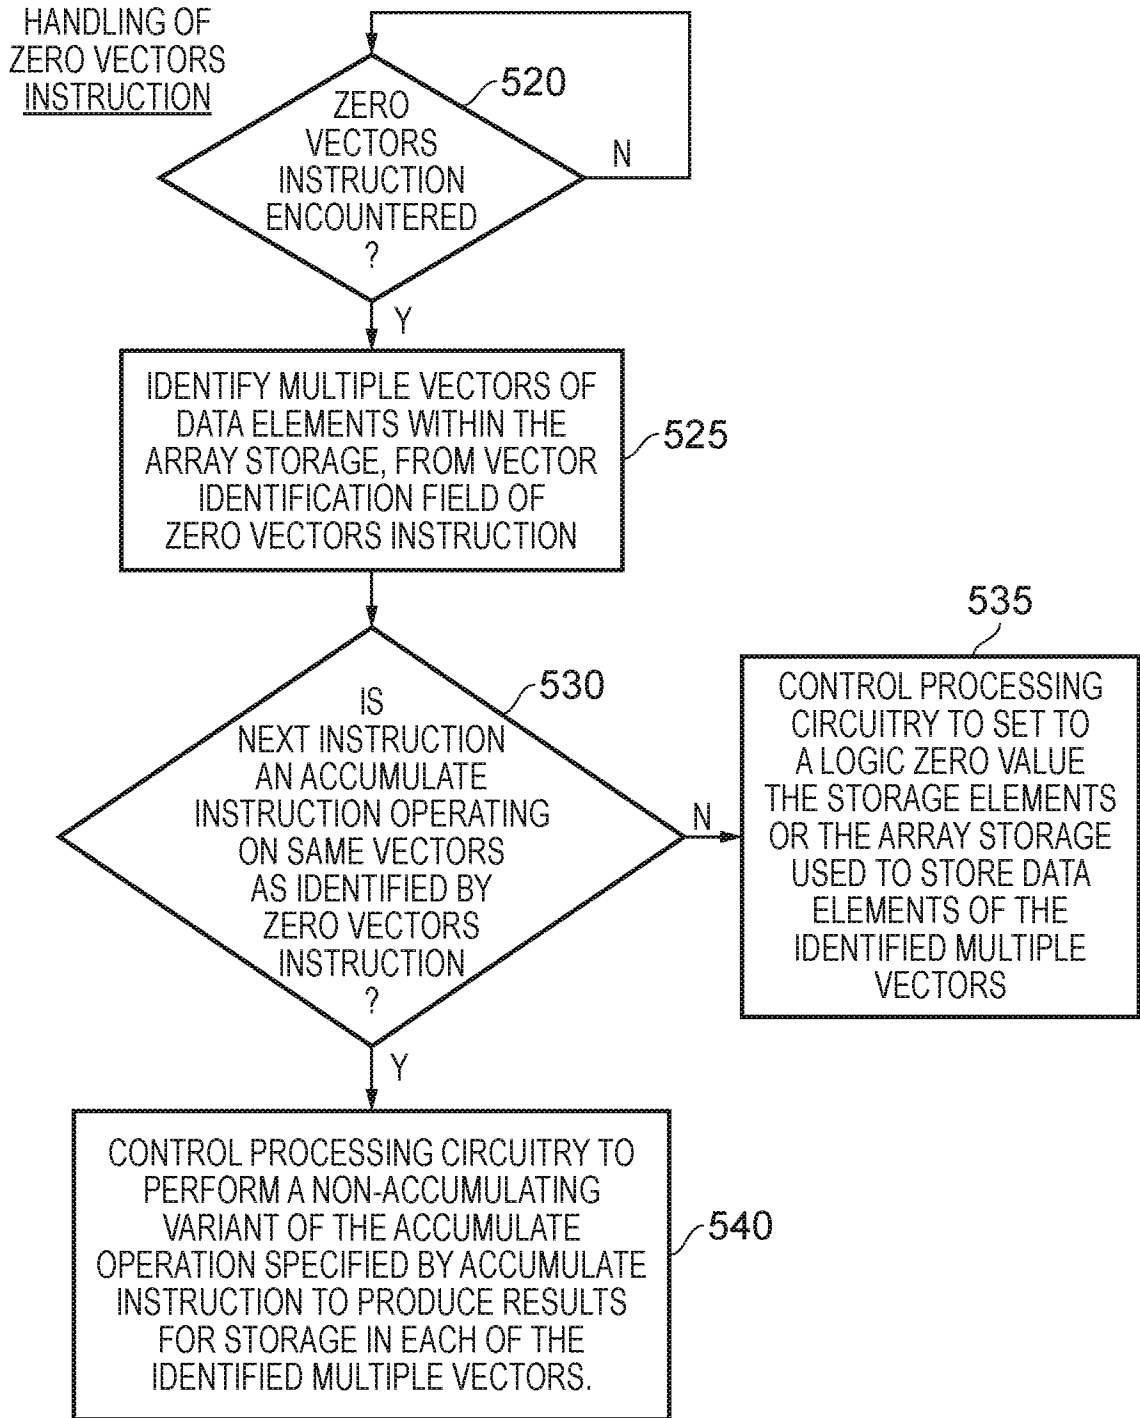 HANDLING OF
ZERO VECTORS
INSTRUCTION
520
ZERO
VECTORS
INSTRUCTION
ENCOUNTERED
?
N
Y
IDENTIFY MULTIPLE VECTORS OF
DATA ELEMENTS WITHIN THE
ARRAY STORAGE, FROM VECTOR
IDENTIFICATION FIELD OF
ZERO VECTORS INSTRUCTION
525
530
IS
NEXT INSTRUCTION
AN ACCUMULATE
INSTRUCTION OPERATING
ON SAME VECTORS
AS IDENTIFIED BY
ZERO VECTORS
INSTRUCTION
?
N
535
CONTROL PROCESSING
CIRCUITRY TO SET TO
A LOGIC ZERO VALUE
THE STORAGE ELEMENTS
OR THE ARRAY STORAGE
USED TO STORE DATA
ELEMENTS OF THE
IDENTIFIED MULTIPLE
VECTORS
Y
CONTROL PROCESSING CIRCUITRY TO
PERFORM A NON-ACCUMULATING
VARIANT OF THE ACCUMULATE
OPERATION SPECIFIED BY ACCUMULATE
INSTRUCTION TO PRODUCE RESULTS
FOR STORAGE IN EACH OF THE
IDENTIFIED MULTIPLE VECTORS.
540